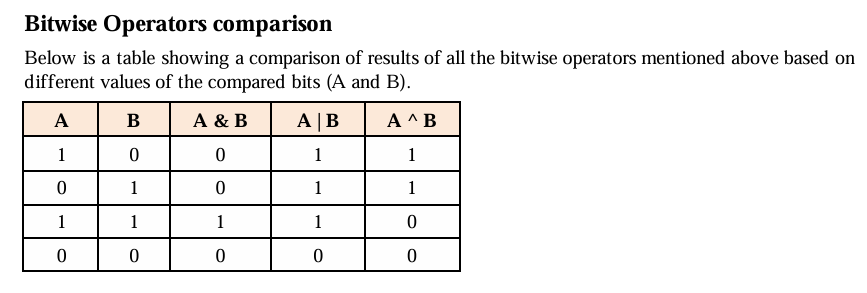 Bitwise Operators comparison
Below is a table showing a comparison of results of all the bitwise operators mentioned above based on
different values of the compared bits (A and B).
A B A & B A | B A ^ B
1 0 0 1 1
0 1 0 1 1
1 1 1 1 0
0 0 0 0 0